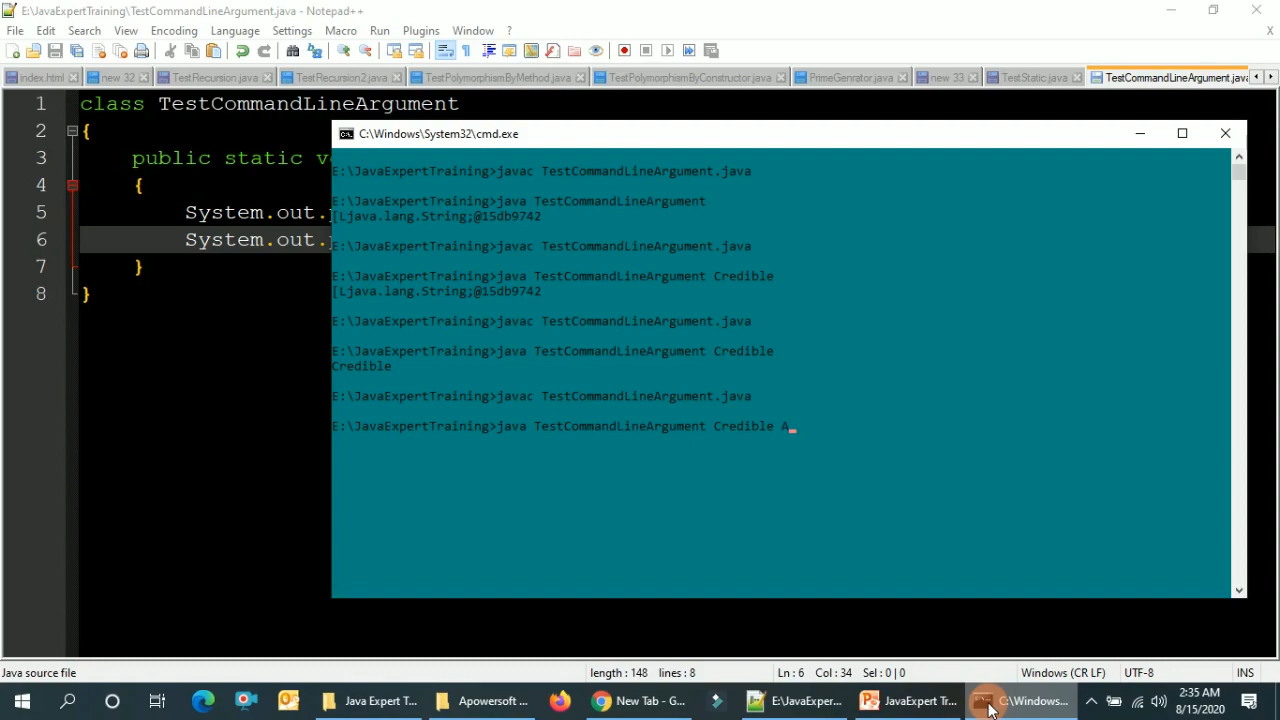 E:\JavaExpertTraining\TestCommandLineArgument.java - Notepad++
File Edit Search View Encoding Language Settings Tools Macro Run Plugins Window ?
index.html new 32 TestRecursion.java TestRecursion2.java TestPolymorphismByMethod.java TestPolymorphismByConstructor.java PrimeGenrator.java new 33 TestStatic.java TestCommandLineArgument.java
1 class TestCommandLineArgument
2 {
3 public static v
4 {
5 System.out.
6 System.out.
7 }
8 }
C:\Windows\System32\cmd.exe
E:\JavaExpertTraining>javac TestCommandLineArgument.java
E:\JavaExpertTraining>java TestCommandLineArgument
[Ljava.lang.String;@15db9742
E:\JavaExpertTraining>javac TestCommandLineArgument.java
E:\JavaExpertTraining>java TestCommandLineArgument Credible
[Ljava.lang.String;@15db9742
E:\JavaExpertTraining>javac TestCommandLineArgument.java
E:\JavaExpertTraining>java TestCommandLineArgument Credible
Credible
E:\JavaExpertTraining>javac TestCommandLineArgument.java
E:\JavaExpertTraining>java TestCommandLineArgument Credible A
Java source file length : 148 lines : 8 Ln : 6 Col : 34 Sel : 0 | 0 Windows (CR LF) UTF-8 INS
Java Expert T... Apowersoft ... New Tab - G... E:\JavaExper... JavaExpert Tr... C:\Windows... 2:35 AM
8/15/2020